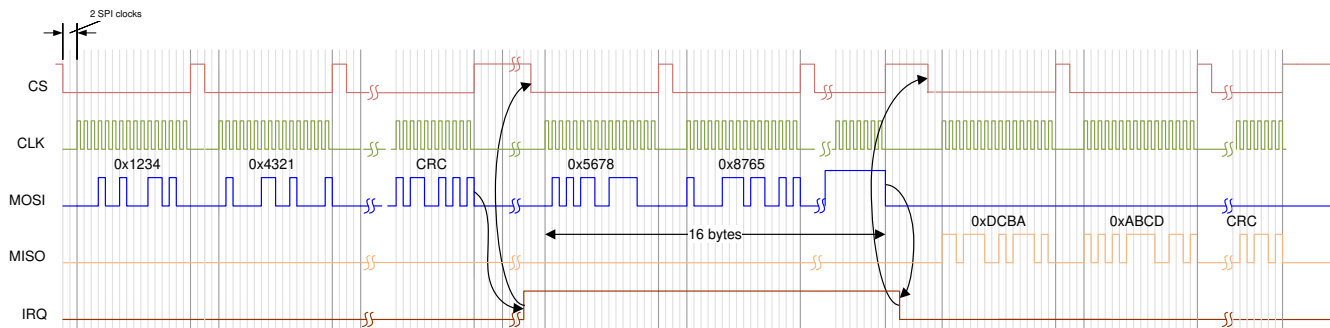 2 SPI clocks
CS
CLK
0x1234 0x4321 CRC 0x5678 0x8765
MOSI
0xDCBA 0xABCD CRC
16 bytes
MISO
IRQ